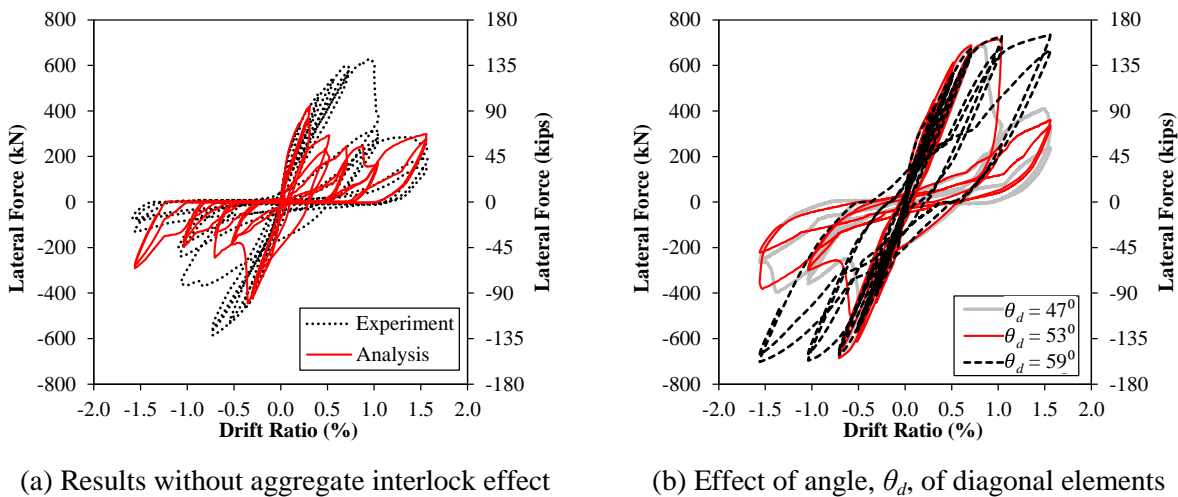 800
600
400
200
0
-200
-400
-600
-800
Lateral Force (kN)
180
135
90
45
0
-45
-90
-135
-180
Lateral Force (kips)
-2.0 -1.5 -1.0 -0.5 0.0 0.5 1.0 1.5 2.0
Drift Ratio (%)
Experiment
Analysis
(a) Results without aggregate interlock effect
800
600
400
200
0
-200
-400
-600
-800
Lateral Force (kN)
180
135
90
45
0
-45
-90
-135
-180
Lateral Force (kips)
-2.0 -1.5 -1.0 -0.5 0.0 0.5 1.0 1.5 2.0
Drift Ratio (%)
θd = 47⁰
θd = 53⁰
θd = 59⁰
(b) Effect of angle, θd, of diagonal elements